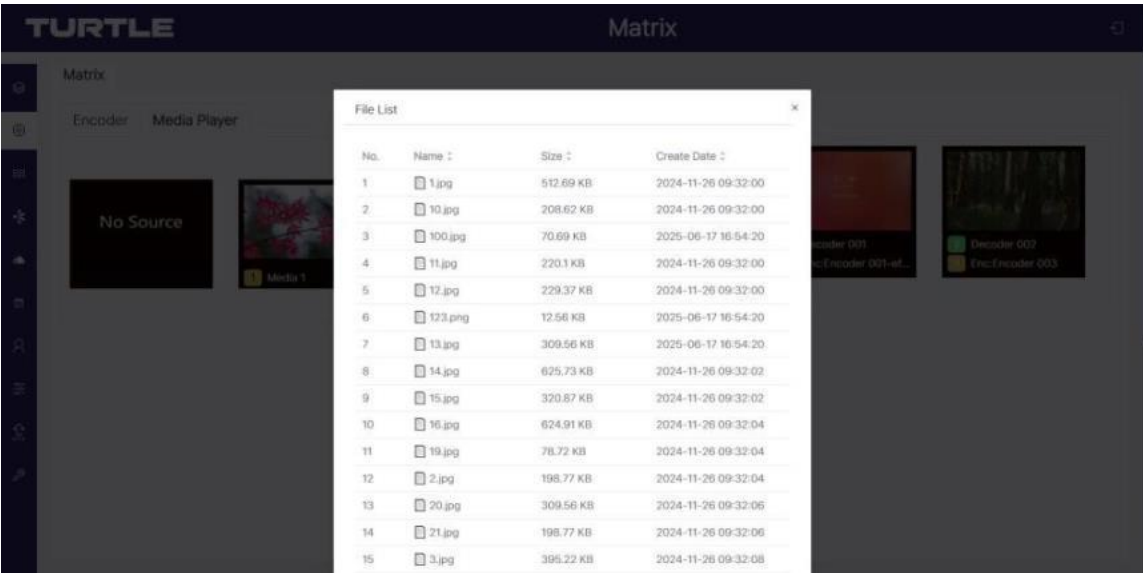 TURTLE
Matrix
Matrix
Encoder Media Player
File List ×
No. Name Size Create Date
1 1.jpg 512.69 KB 2024-11-26 09:32:00
2 10.jpg 208.62 KB 2024-11-26 09:32:00
3 100.jpg 70.69 KB 2025-06-17 16:54:20
4 11.jpg 220.1 KB 2024-11-26 09:32:00
5 12.jpg 229.37 KB 2024-11-26 09:32:00
6 123.png 12.56 KB 2025-06-17 16:54:20
7 13.jpg 309.56 KB 2025-06-17 16:54:20
8 14.jpg 625.73 KB 2024-11-26 09:32:02
9 15.jpg 320.87 KB 2024-11-26 09:32:02
10 16.jpg 624.91 KB 2024-11-26 09:32:04
11 19.jpg 78.72 KB 2024-11-26 09:32:04
12 2.jpg 198.77 KB 2024-11-26 09:32:04
13 20.jpg 309.56 KB 2024-11-26 09:32:06
14 21.jpg 198.77 KB 2024-11-26 09:32:06
15 3.jpg 395.22 KB 2024-11-26 09:32:08
No Source
1 Media 1
ecoder 001
nc:Encoder 001-ef...
Decoder 002
Enc:Encoder 003